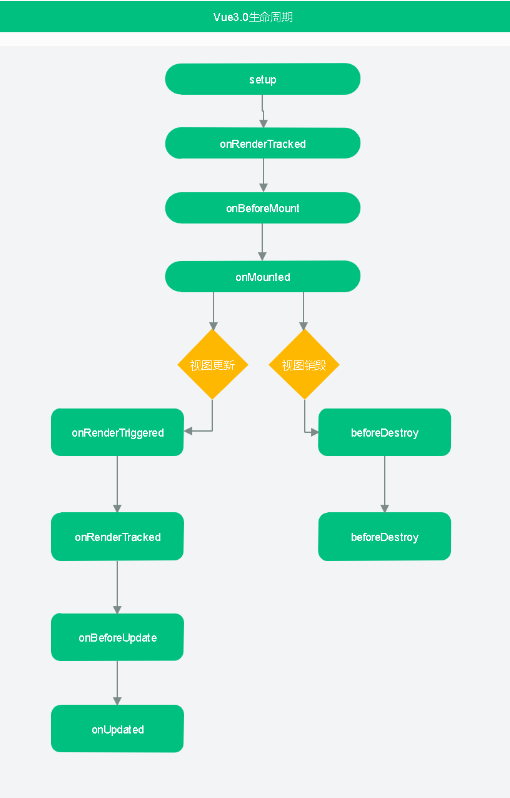 Vue3.0生命周期
setup
onRenderTracked
onBeforeMount
onMounted
视图更新
视图销毁
onRenderTriggered
beforeDestroy
onRenderTracked
beforeDestroy
onBeforeUpdate
onUpdated